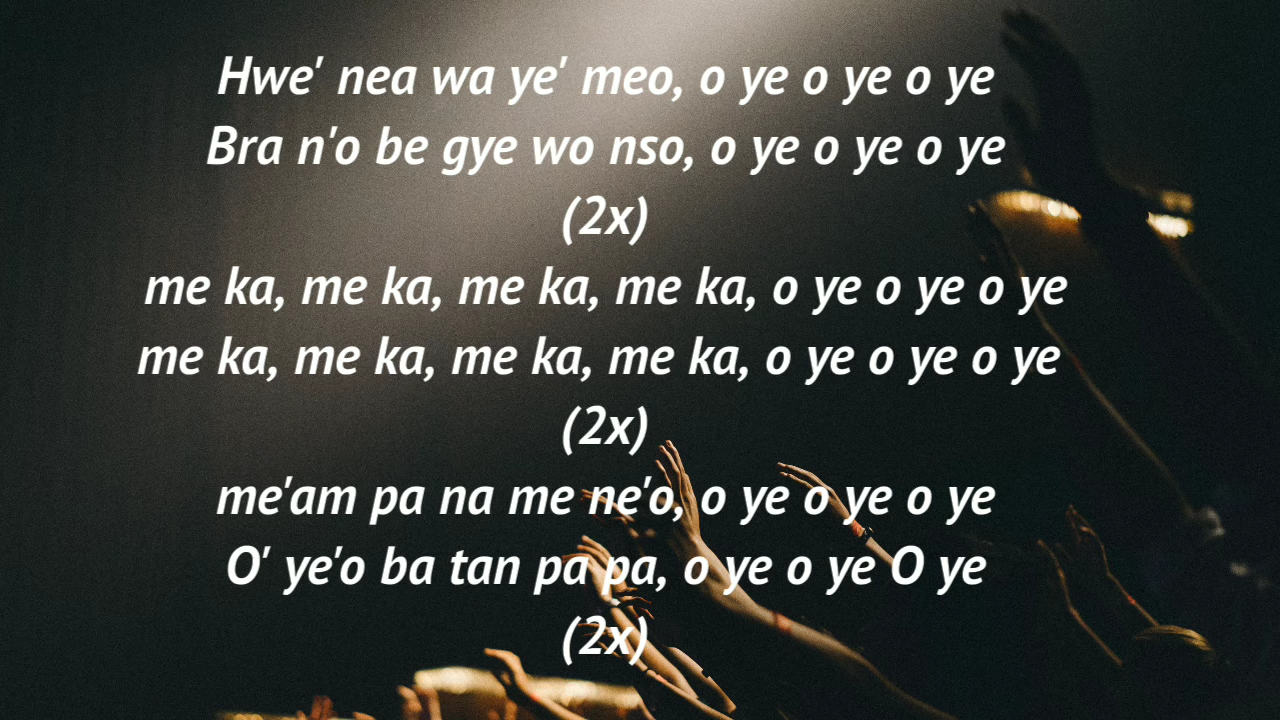 Hwe' nea wa ye' meo, o ye o ye o ye
Bra n'o be gye wo nso, o ye o ye o ye
(2x)
me ka, me ka, me ka, me ka, o ye o ye o ye
me ka, me ka, me ka, me ka, o ye o ye o ye
(2x)
me'am pa na me ne'o, o ye o ye o ye
O' ye'o ba tan pa pa, o ye o ye O ye
(2x)